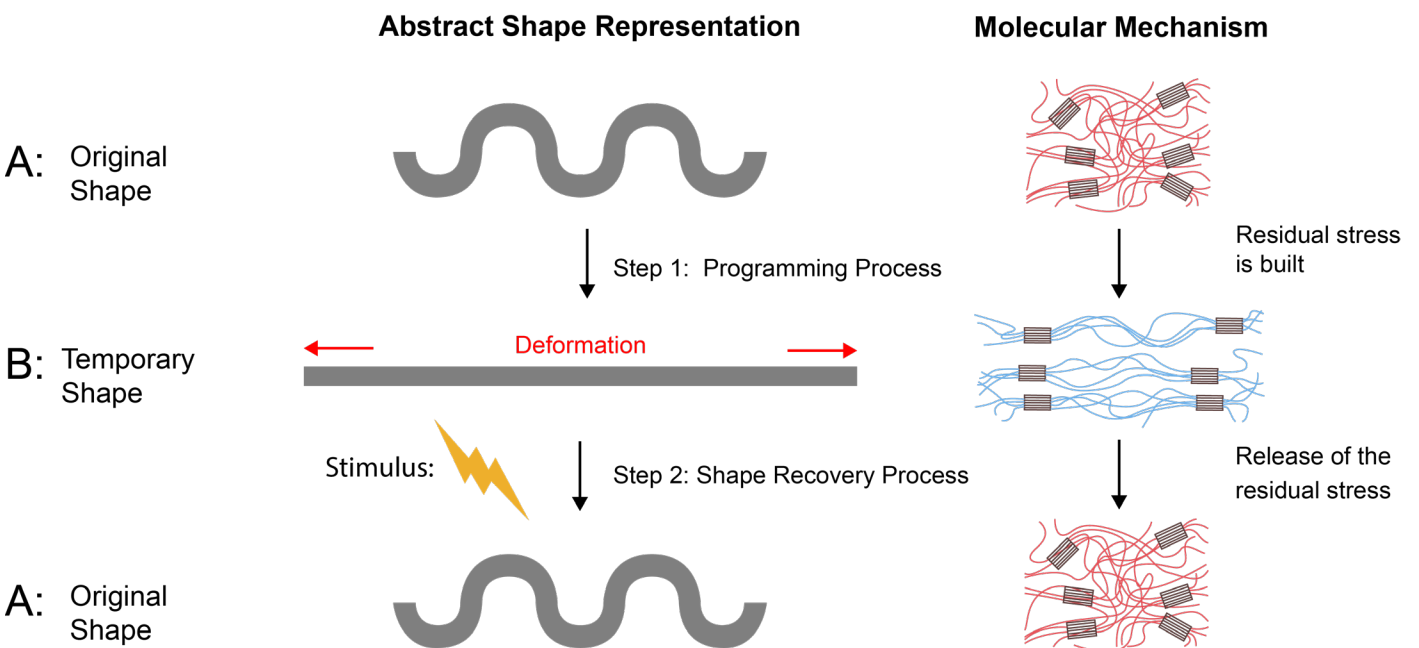 Abstract Shape Representation
Molecular Mechanism
A:
Original
Shape
Step 1:  Programming Process
Residual stress
is built
B:
Temporary
Shape
Deformation
Stimulus:
Step 2: Shape Recovery Process
Release of the
residual stress
A:
Original
Shape